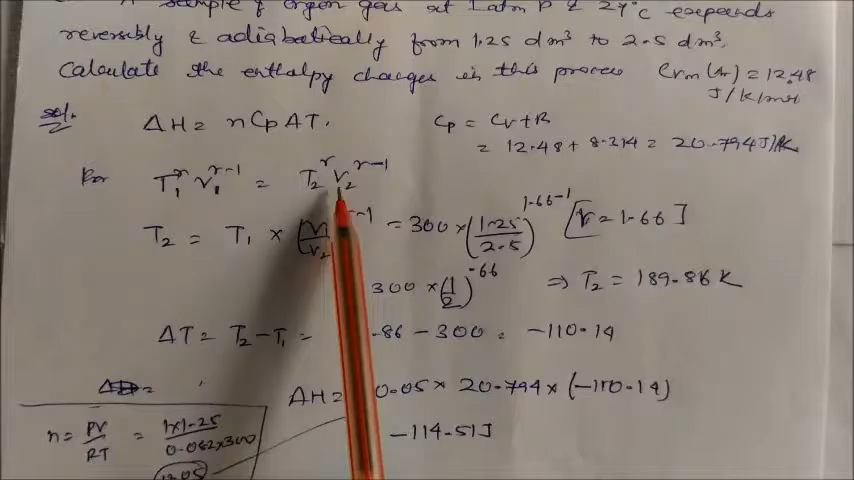 A sample of argon gas at 1 atm P & 27°C expands
reversibly & adiabatically from 1.25 dm³ to 2.5 dm³.
Calculate the enthalpy changes in this process Cvm (Ar) = 12.48
J/K/mol
Sol.
ΔH = nCpΔT.
Cp = Cv+R
= 12.48 + 8.314 = 20.794 J/K
For T₁^r V₁^r-1 = T₂^r V₂^r-1
T₂ = T₁ × (V₁/V₂)^r-1 = 300 × (1.25/2.5)^1.66-1 [r = 1.66]
300 × (1/2)^.66 ⇒ T₂ = 189.86 K
ΔT = T₂ - T₁ = .86 - 300 = -110.14
ΔH = 0.05 × 20.794 × (-110.14)
n = PV/RT = 1×1.25/0.082×300
-114.51 J